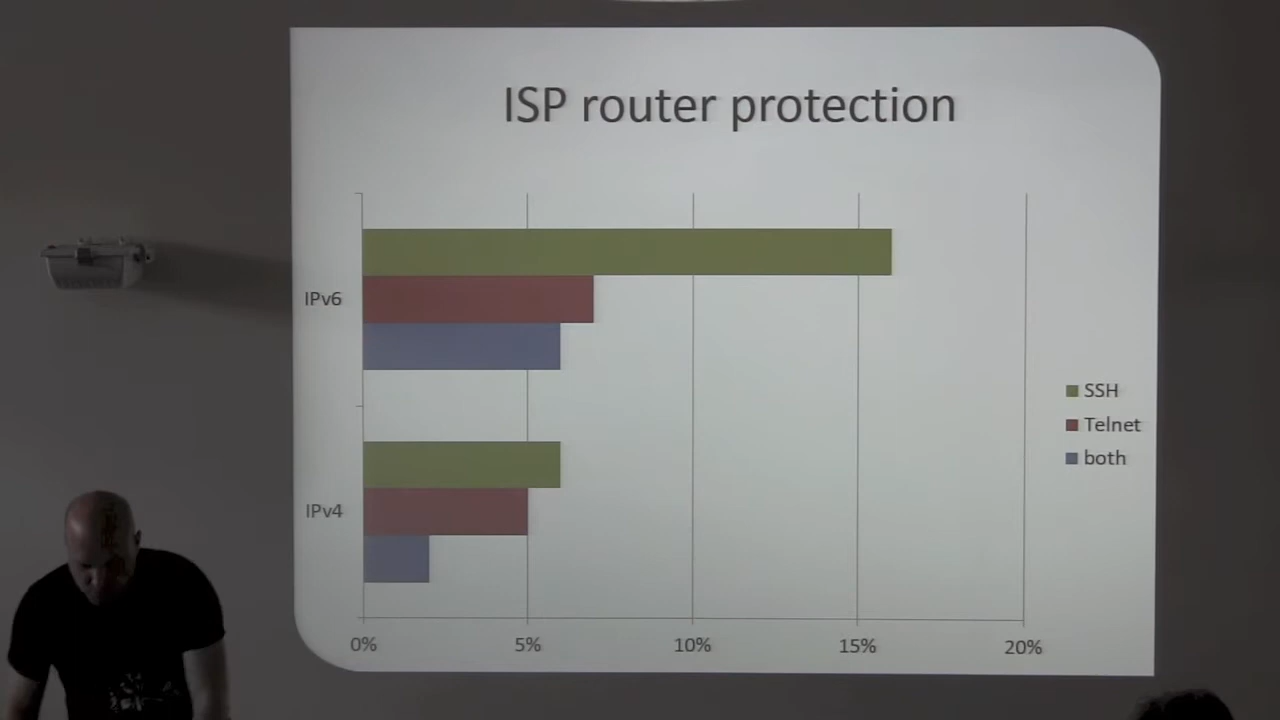 ISP router protection
IPv6
IPv4
SSH
Telnet
both
0% 5% 10% 15% 20%